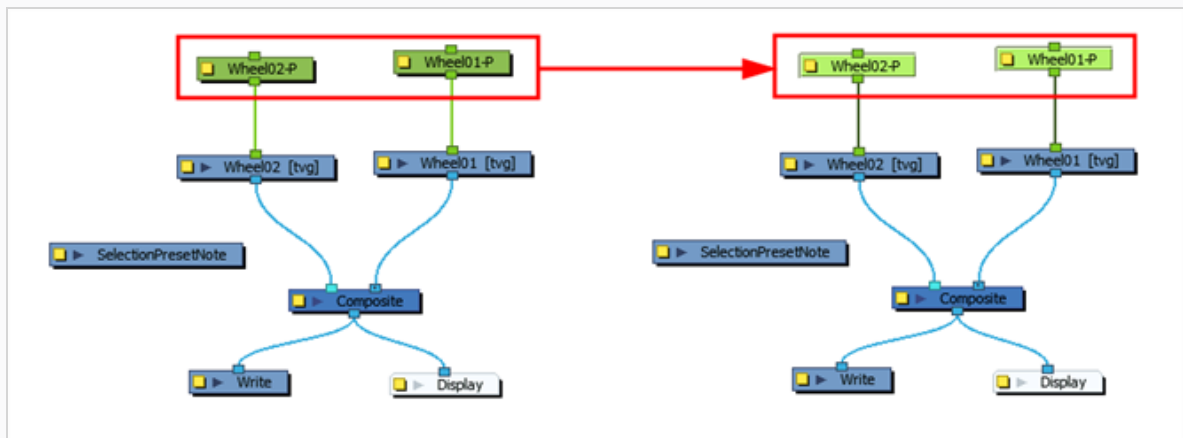 Wheel02-P
Wheel01-P
Wheel02 [tvg]
Wheel01 [tvg]
SelectionPresetNote
Composite
Write
Display
Wheel02-P
Wheel01-P
Wheel02 [tvg]
Wheel01 [tvg]
SelectionPresetNote
Composite
Write
Display